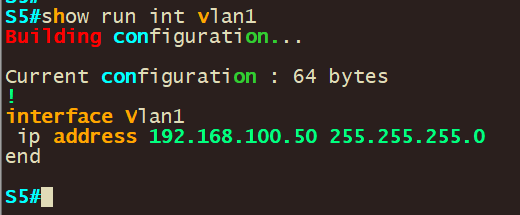 S5#show run int vlan1
Building configuration...
Current configuration : 64 bytes
!
interface Vlan1
ip address 192.168.100.50 255.255.255.0
end
S5#